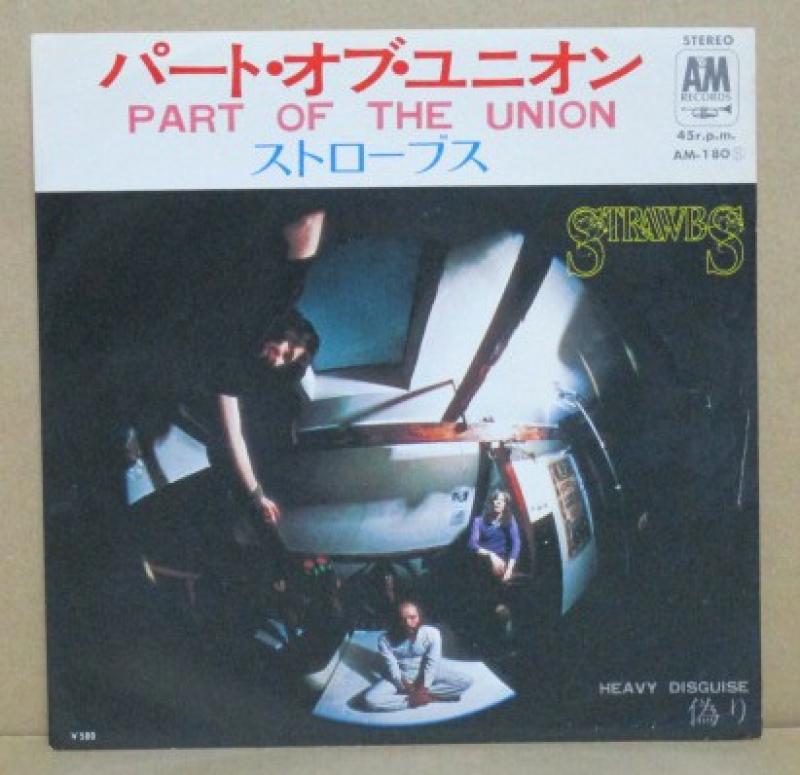 パート・オブ・ユニオン
PART OF THE UNION
ストローブス
STEREO
A&M
RECORDS
45r.p.m.
AM-180
STRAWBS
HEAVY DISGUISE
偽り
¥500